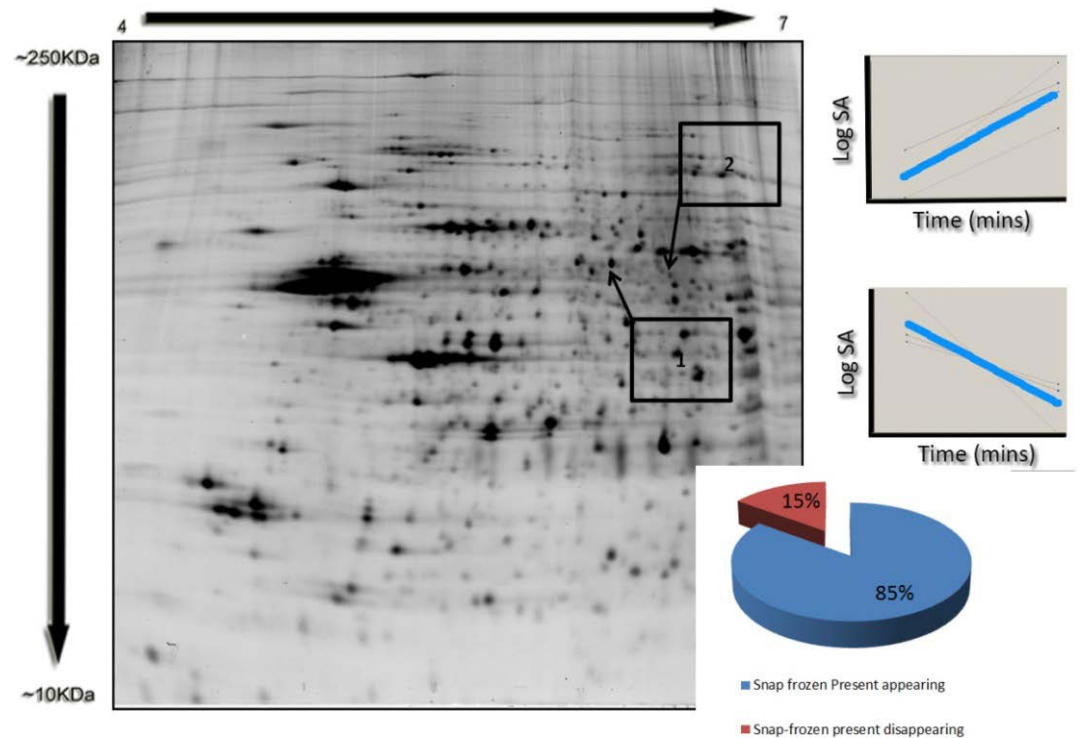 4
7
~250KDa
2
1
~10KDa
Log SA
Time (mins)
Log SA
Time (mins)
15%
85%
Snap frozen Present appearing
Snap-frozen present disappearing